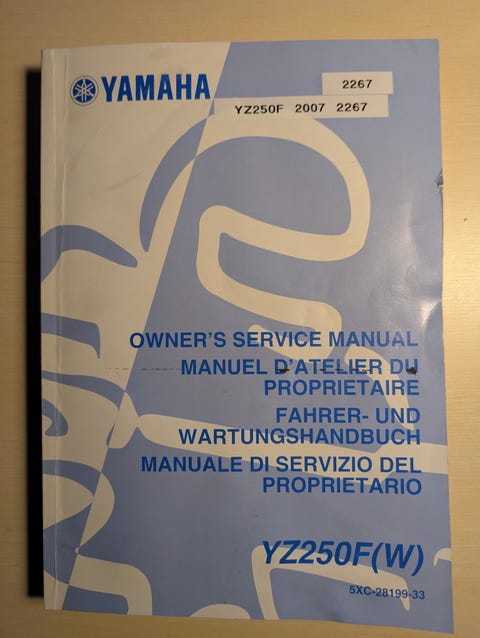 YAMAHA
2267
YZ250F 2007 2267
OWNER'S SERVICE MANUAL
MANUEL D'ATELIER DU
PROPRIETAIRE
FAHRER- UND
WARTUNGSHANDBUCH
MANUALE DI SERVIZIO DEL
PROPRIETARIO
YZ250F(W)
5XC-28199-33